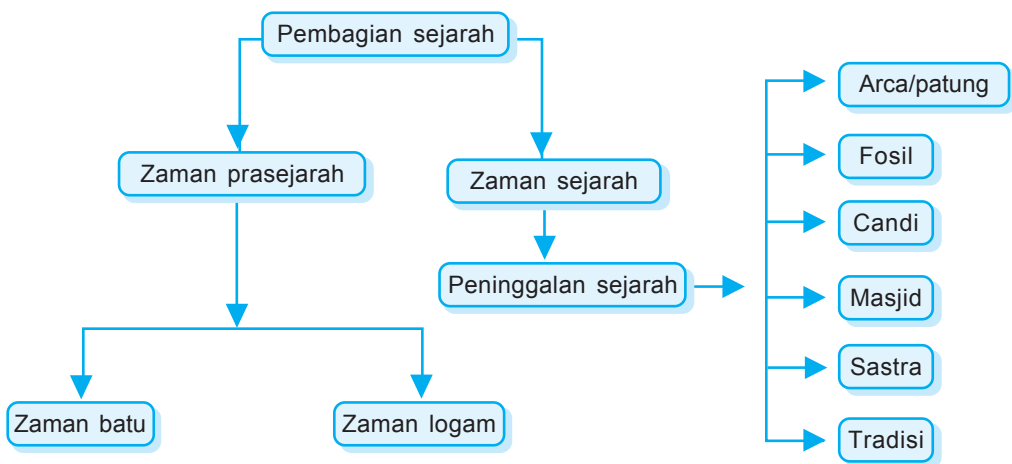 Pembagian sejarah
Zaman prasejarah
Zaman sejarah
Peninggalan sejarah
Zaman batu
Zaman logam
Arca/patung
Fosil
Candi
Masjid
Sastra
Tradisi